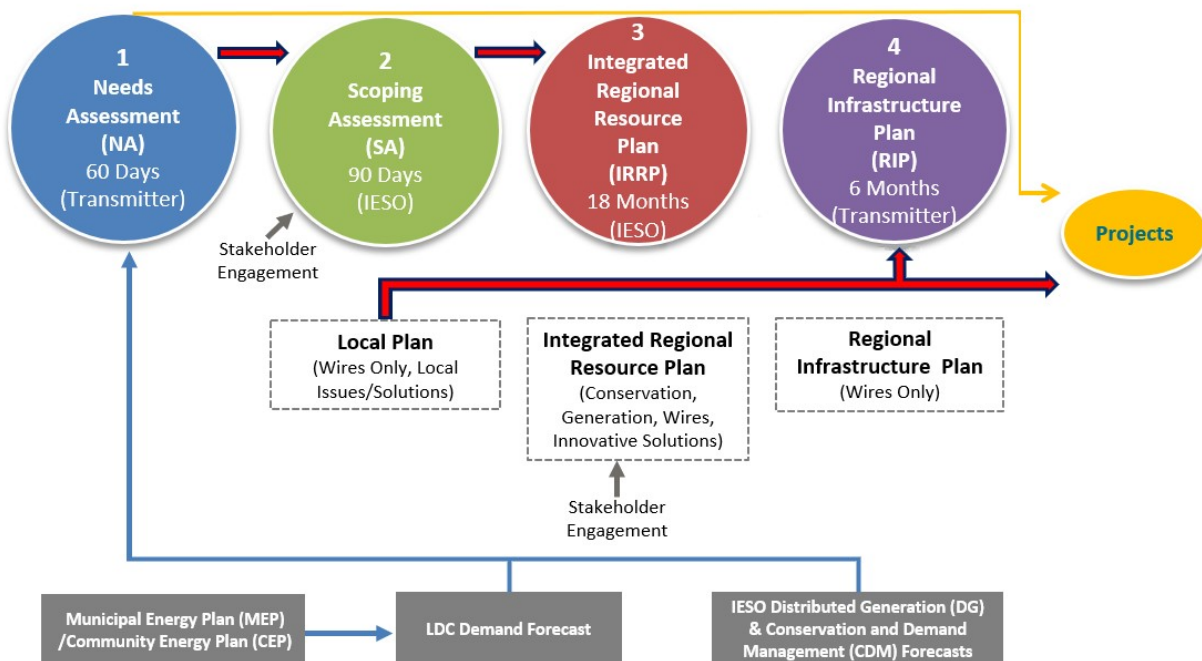 1
Needs
Assessment
(NA)
60 Days
(Transmitter)
2
Scoping
Assessment
(SA)
90 Days
(IESO)
3
Integrated
Regional
Resource
Plan
(IRRP)
18 Months
(IESO)
4
Regional
Infrastructure
Plan
(RIP)
6 Months
(Transmitter)
Projects
Stakeholder
Engagement
Local Plan
(Wires Only, Local
Issues/Solutions)
Integrated Regional
Resource Plan
(Conservation,
Generation, Wires,
Innovative Solutions)
Regional
Infrastructure Plan
(Wires Only)
Stakeholder
Engagement
Municipal Energy Plan (MEP)
/Community Energy Plan (CEP)
LDC Demand Forecast
IESO Distributed Generation (DG)
& Conservation and Demand
Management (CDM) Forecasts